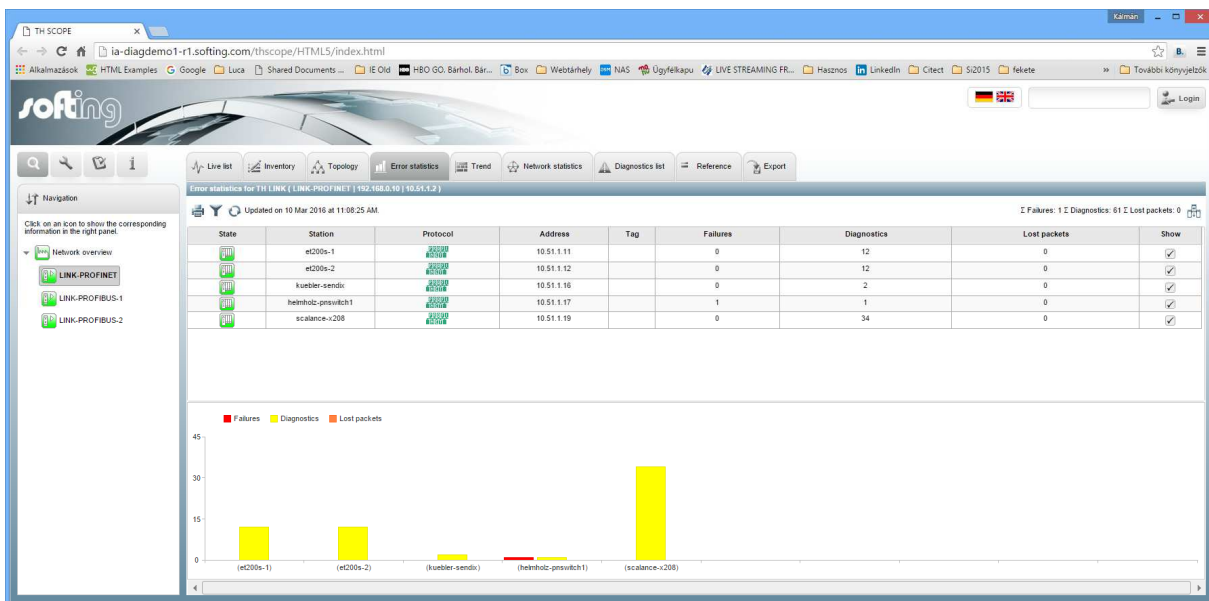 Kálmán
TH SCOPE
ia-diagdemo1-r1.softing.com/thscope/HTML5/index.html
Alkalmazások HTML Examples Google Luca Shared Documents ... IE Old HBO GO. Bárhol. Bár... Box Webtárhely NAS Ügyfélkapu LIVE STREAMING FR... Hasznos LinkedIn Citect Si2015 fekete » További könyvjelzők
softing
Login
Live list Inventory Topology Error statistics Trend Network statistics Diagnostics list Reference Export
Navigation
Click on an icon to show the corresponding information in the right panel.
Network overview
LINK-PROFINET
LINK-PROFIBUS-1
LINK-PROFIBUS-2
Error statistics for TH LINK ( LINK-PROFINET | 192.168.0.10 | 10.51.1.2 )
Updated on 10 Mar 2016 at 11:08:25 AM.
Σ Failures: 1 Σ Diagnostics: 61 Σ Lost packets: 0
State Station Protocol Address Tag Failures Diagnostics Lost packets Show
et200s-1 10.51.1.11 0 12 0
et200s-2 10.51.1.12 0 12 0
kuebler-sendix 10.51.1.16 0 2 0
helmholz-pnswitch1 10.51.1.17 1 1 0
scalance-x208 10.51.1.19 0 34 0
Failures Diagnostics Lost packets
45
30
15
0
(et200s-1) (et200s-2) (kuebler-sendix) (helmholz-pnswitch1) (scalance-x208)